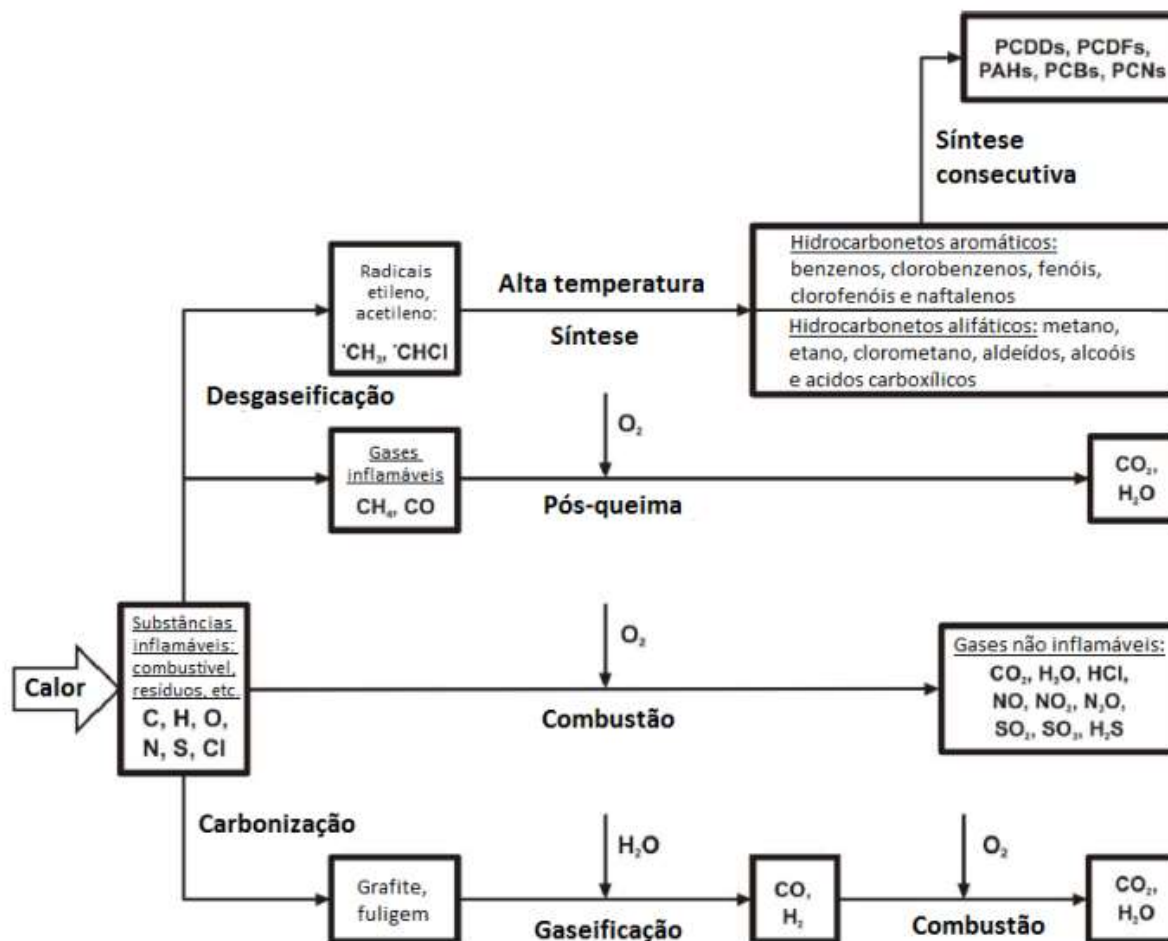 PCDDs, PCDFs,
PAHs, PCBs, PCNs
Síntese
consecutiva
Radicais
etileno,
acetileno:
˙CH₃, ˙CHCl
Alta temperatura
Síntese
Hidrocarbonetos aromáticos:
benzenos, clorobenzenos, fenóis,
clorofenóis e naftalenos
Hidrocarbonetos alifáticos: metano,
etano, clorometano, aldeídos, alcoóis
e acidos carboxílicos
Desgaseificação
Gases
inflamáveis
CH₄, CO
O₂
Pós-queima
CO₂,
H₂O
Calor
Substâncias
inflamáveis:
combustível,
resíduos, etc.
C, H, O,
N, S, Cl
O₂
Combustão
Gases não inflamáveis:
CO₂, H₂O, HCl,
NO, NO₂, N₂O,
SO₂, SO₃, H₂S
Carbonização
Grafite,
fuligem
H₂O
Gaseificação
CO,
H₂
O₂
Combustão
CO₂,
H₂O